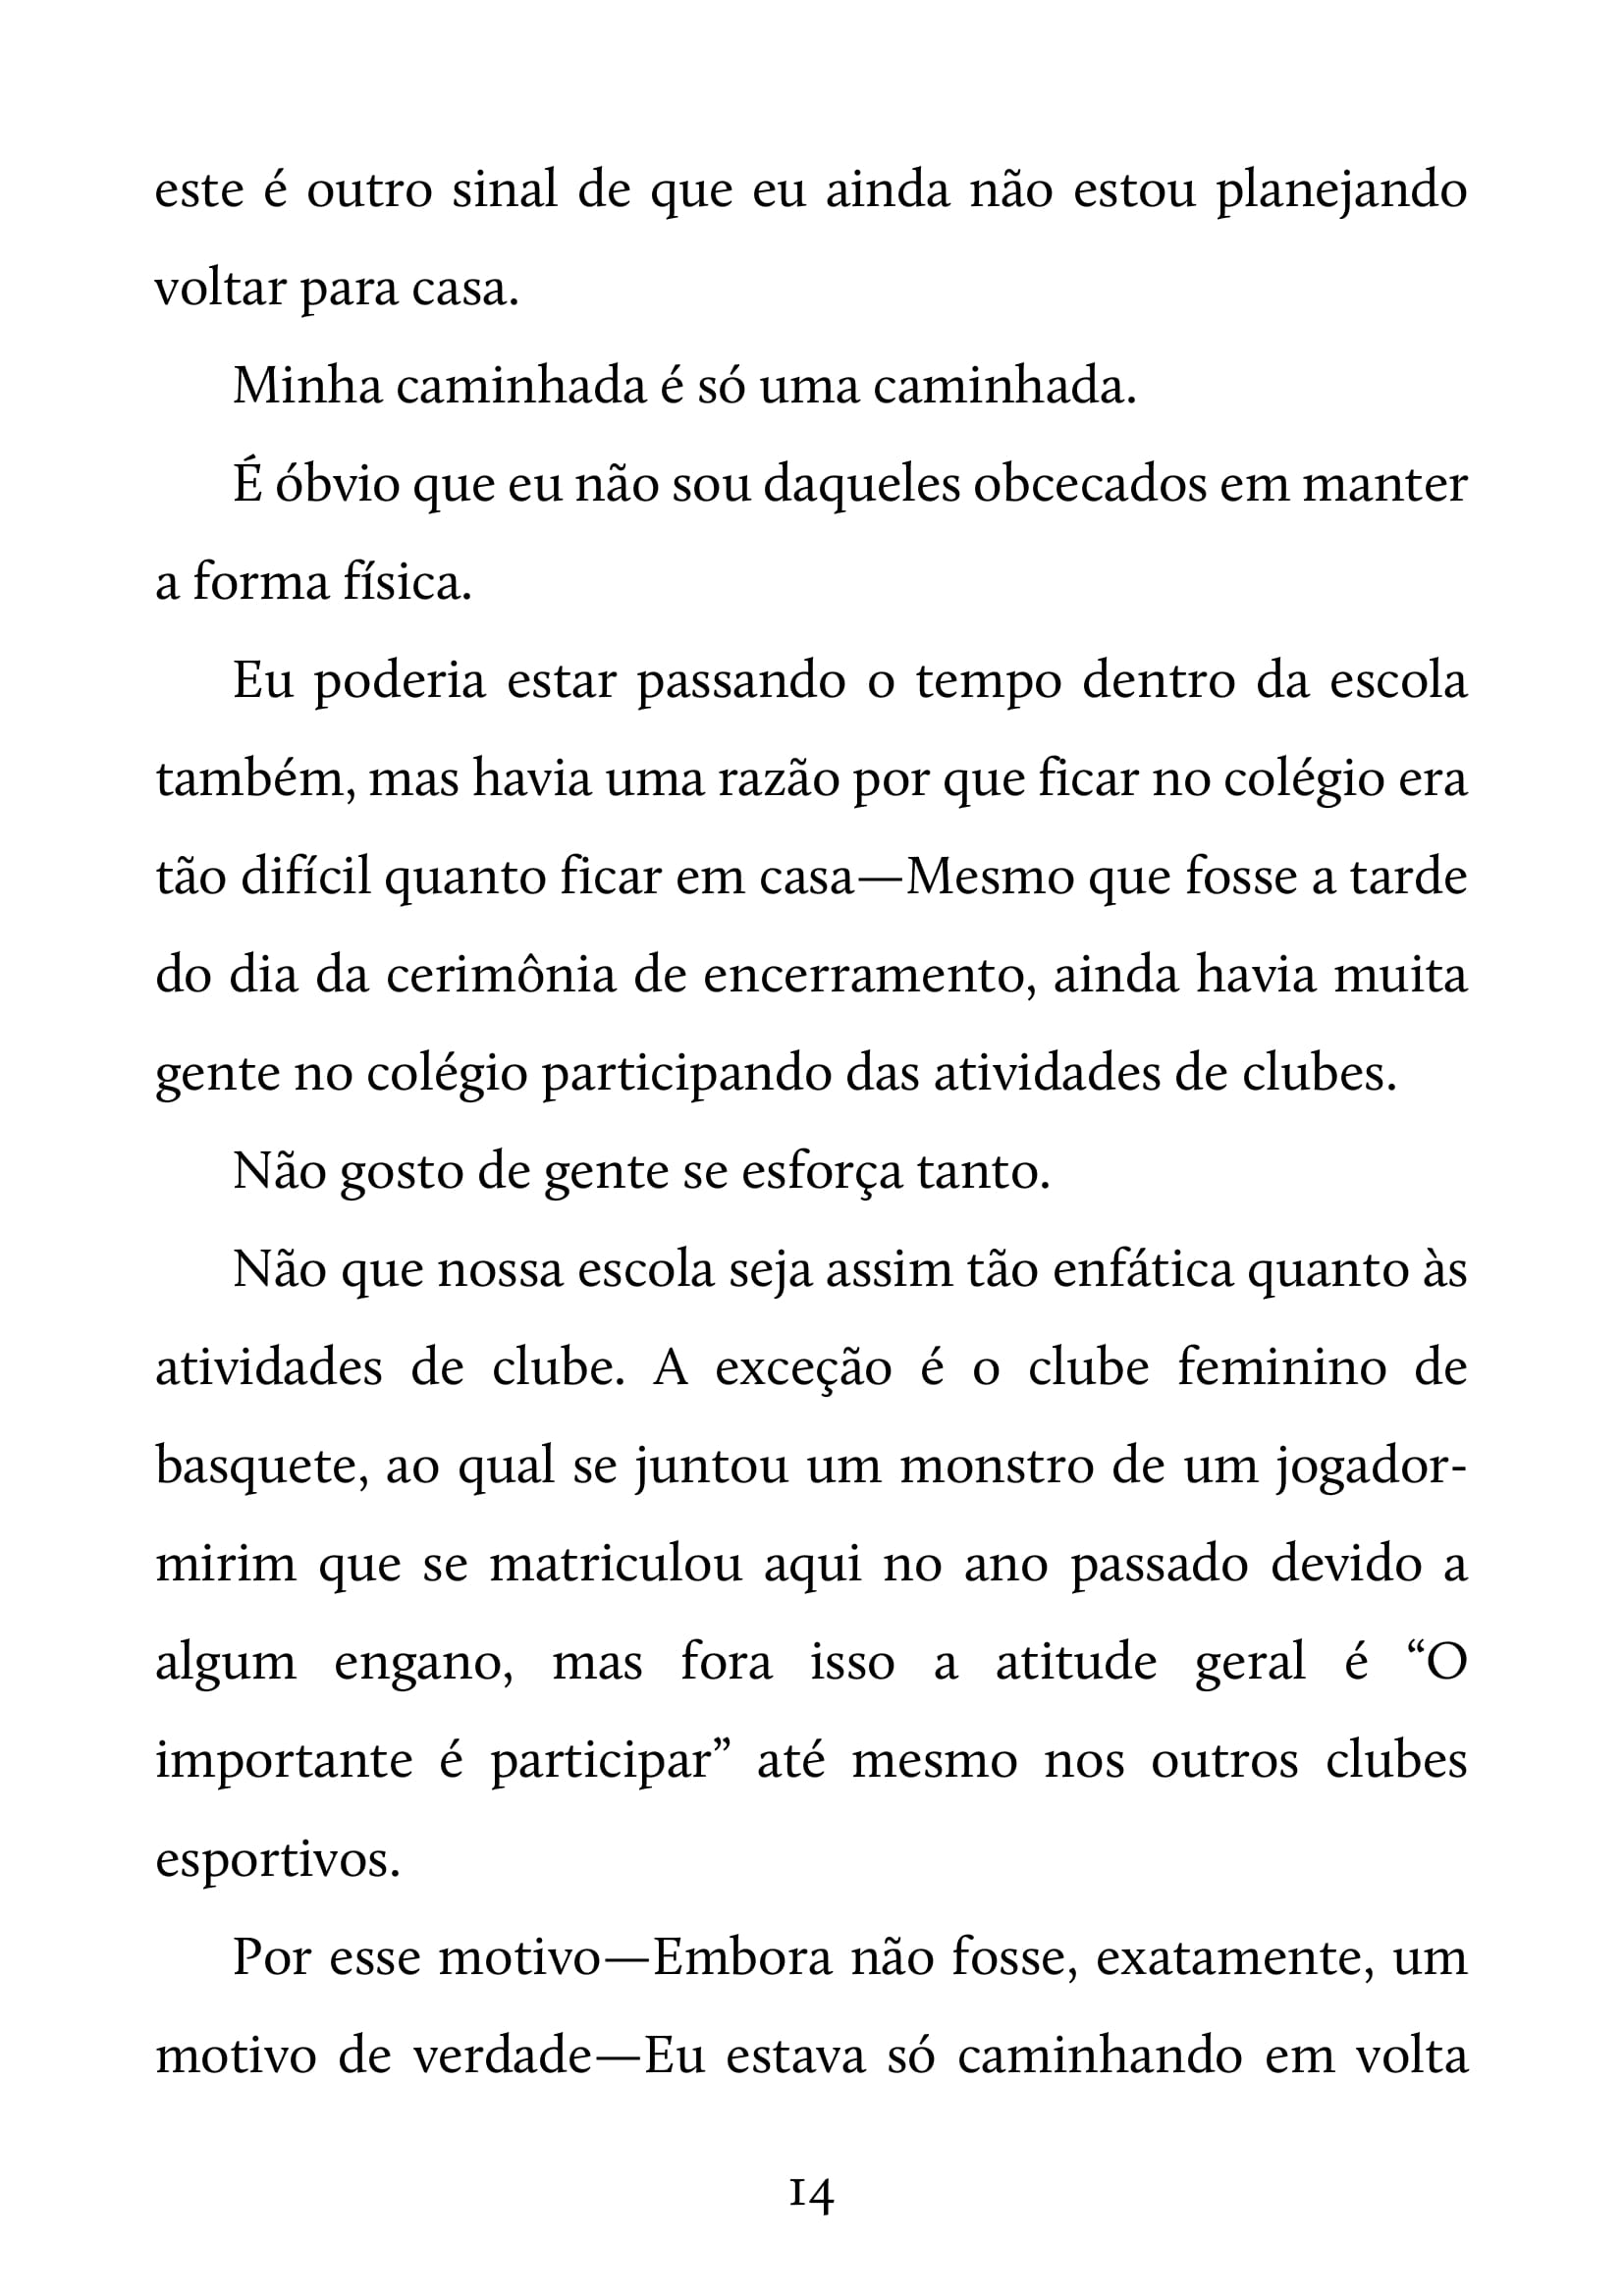 este é outro sinal de que eu ainda não estou planejando
voltar para casa.
Minha caminhada é só uma caminhada.
É óbvio que eu não sou daqueles obcecados em manter
a forma física.
Eu poderia estar passando o tempo dentro da escola
também, mas havia uma razão por que ficar no colégio era
tão difícil quanto ficar em casa—Mesmo que fosse a tarde
do dia da cerimônia de encerramento, ainda havia muita
gente no colégio participando das atividades de clubes.
Não gosto de gente se esforça tanto.
Não que nossa escola seja assim tão enfática quanto às
atividades de clube. A exceção é o clube feminino de
basquete, ao qual se juntou um monstro de um jogador-
mirim que se matriculou aqui no ano passado devido a
algum engano, mas fora isso a atitude geral é “O
importante é participar” até mesmo nos outros clubes
esportivos.
Por esse motivo—Embora não fosse, exatamente, um
motivo de verdade—Eu estava só caminhando em volta
14